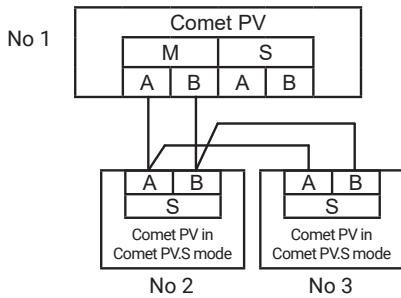 Comet PV
No 1
M S
A B A B
A B A B
S S
Comet PV in Comet PV in
Comet PV.S mode Comet PV.S mode
No 2 No 3